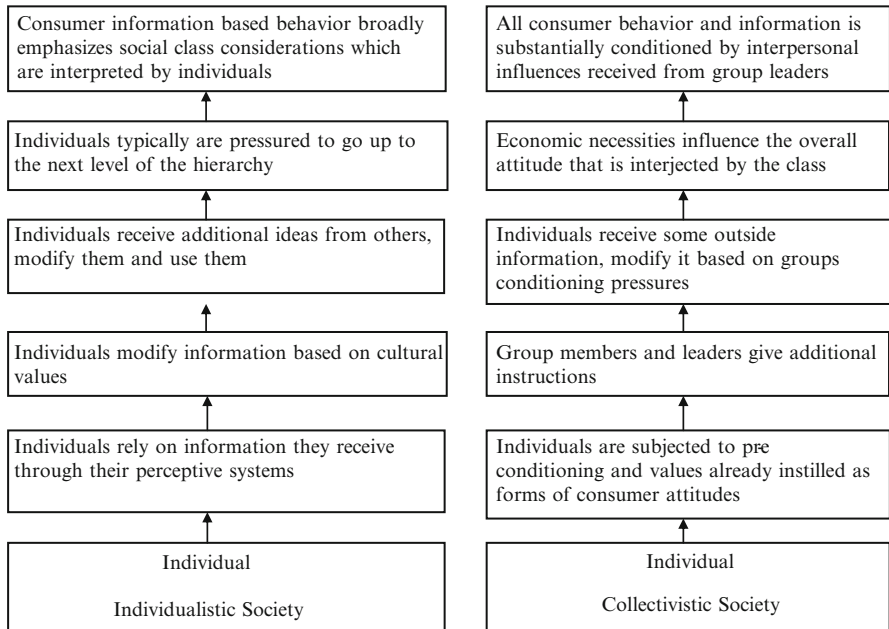 Consumer information based behavior broadly
emphasizes social class considerations which
are interpreted by individuals
Individuals typically are pressured to go up to
the next level of the hierarchy
Individuals receive additional ideas from others,
modify them and use them
Individuals modify information based on cultural
values
Individuals rely on information they receive
through their perceptive systems
Individual
Individualistic Society
All consumer behavior and information is
substantially conditioned by interpersonal
influences received from group leaders
Economic necessities influence the overall
attitude that is interjected by the class
Individuals receive some outside
information, modify it based on groups
conditioning pressures
Group members and leaders give additional
instructions
Individuals are subjected to pre-
conditioning and values already instilled as
forms of consumer attitudes
Individual
Collectivistic Society